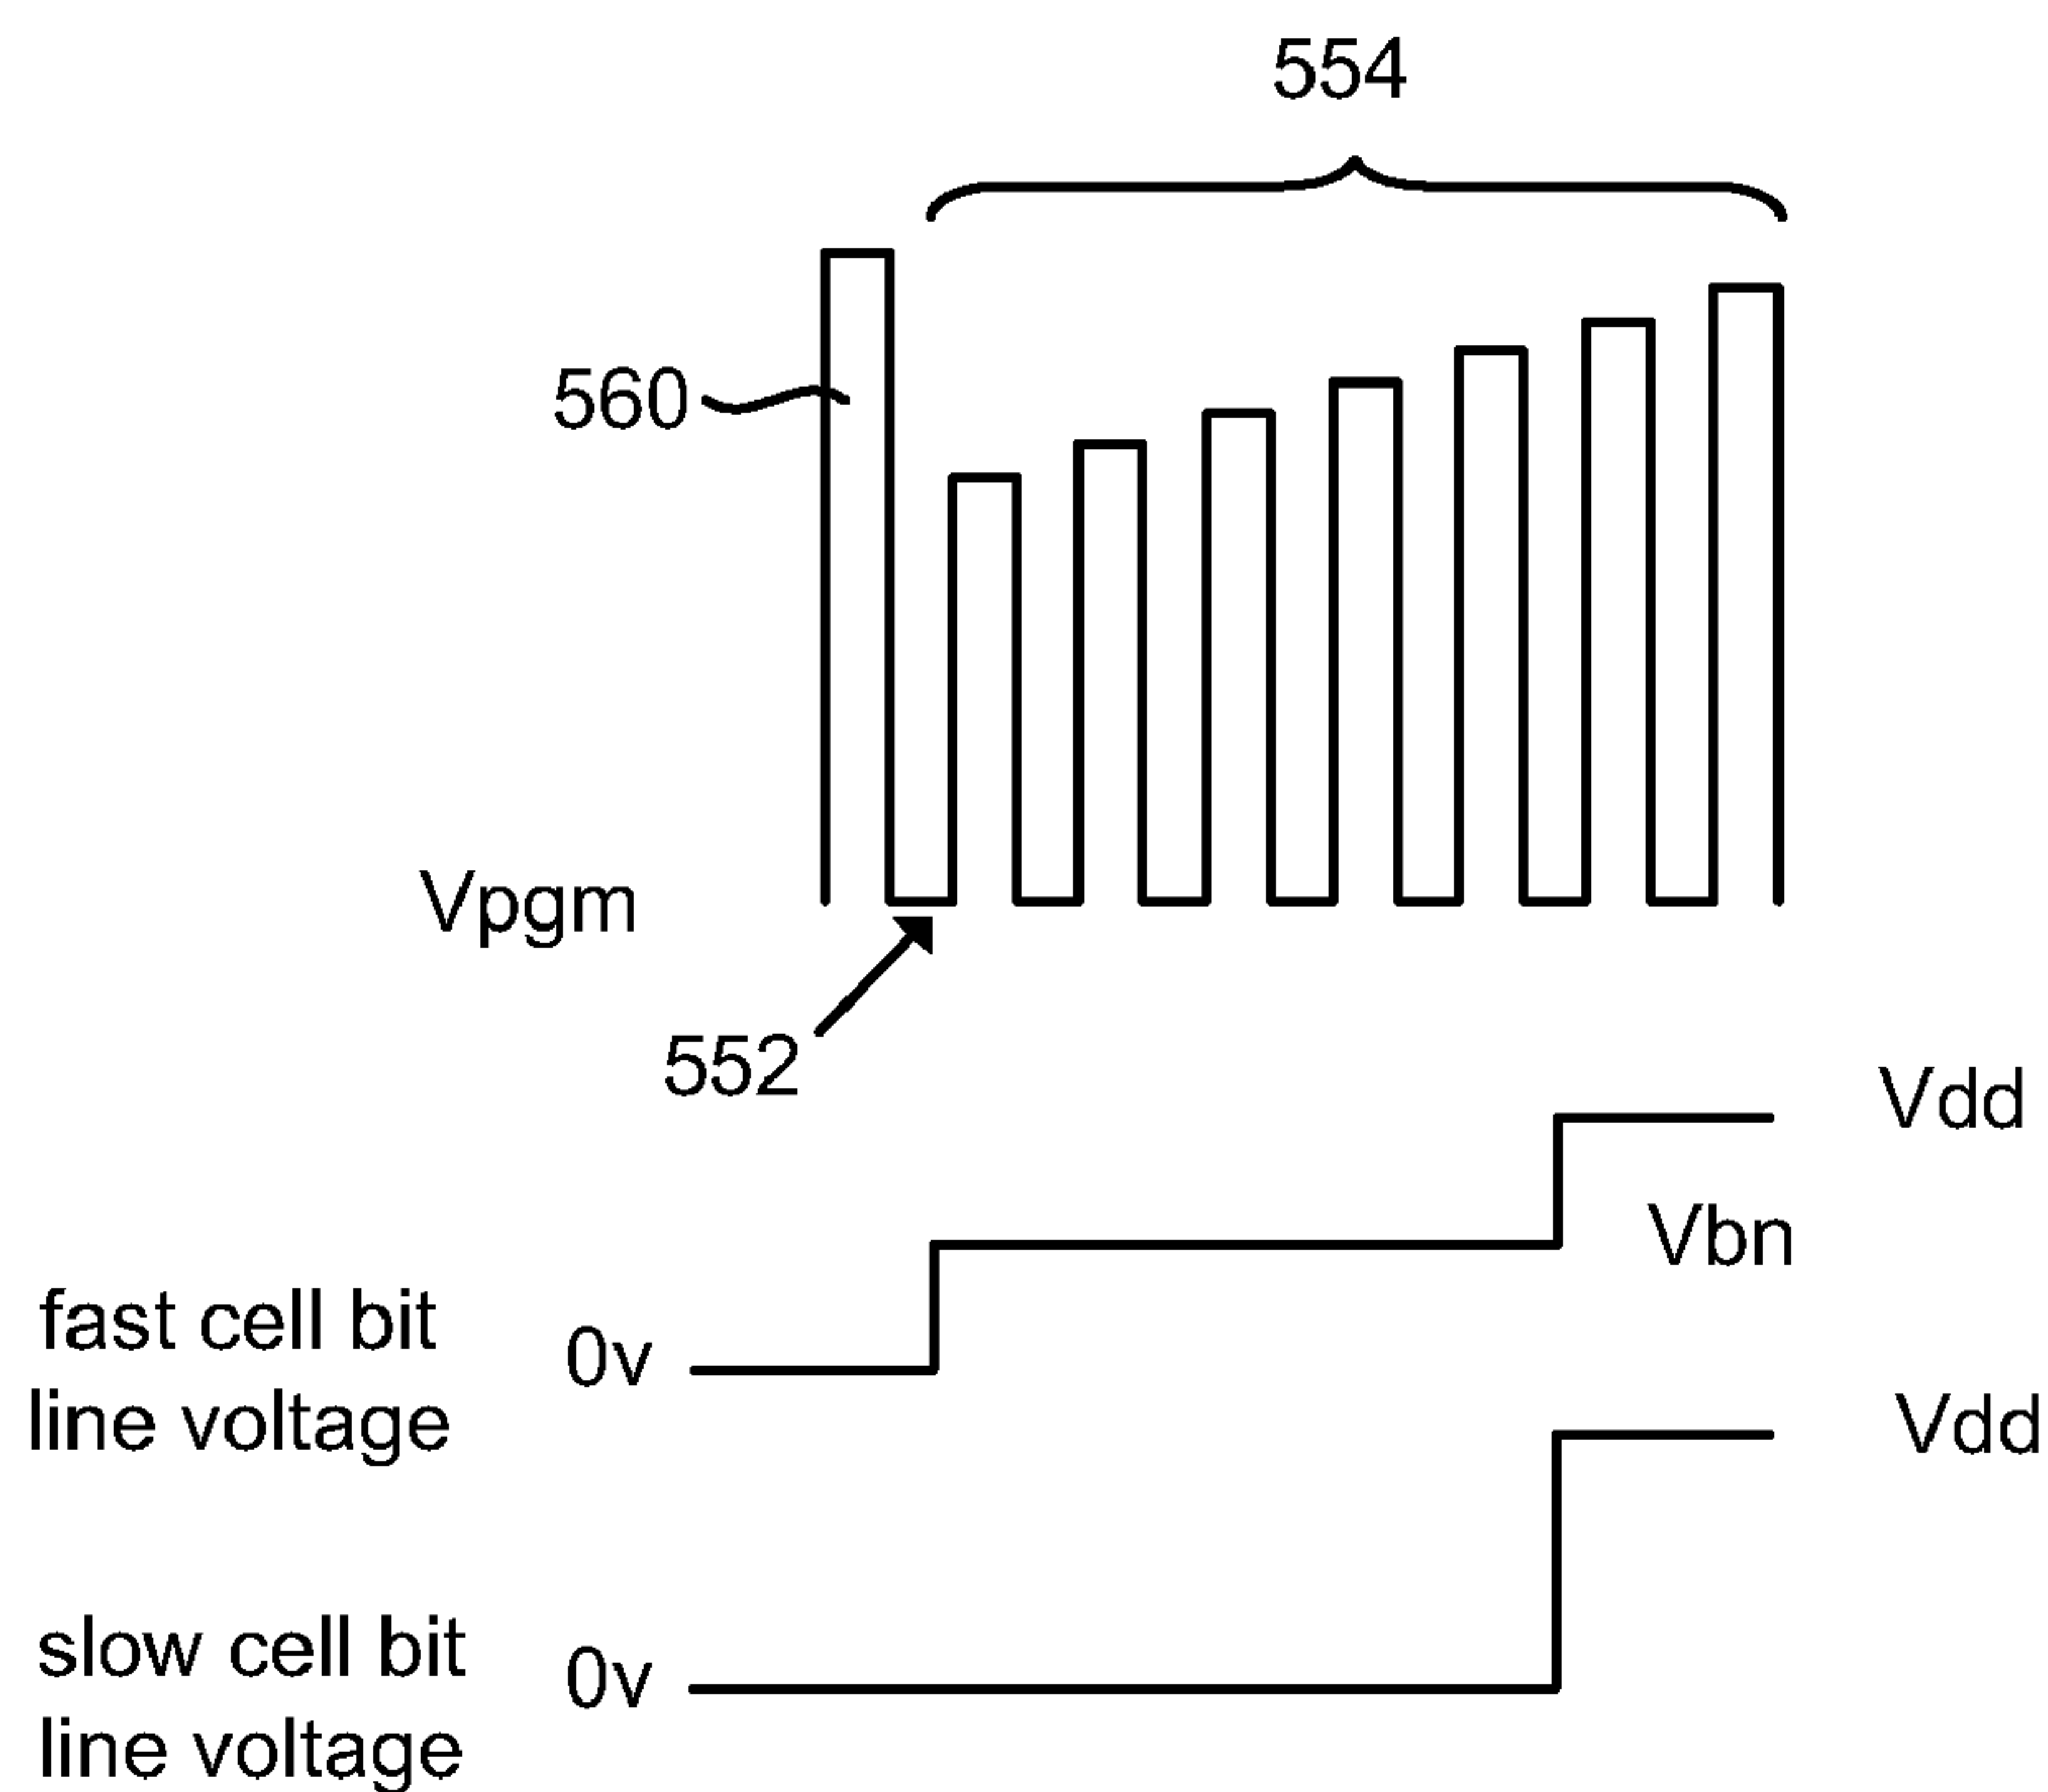 554
560
Vpgm
552
Vdd
Vbn
fast cell bit
line voltage
0v
Vdd
slow cell bit
line voltage
0v